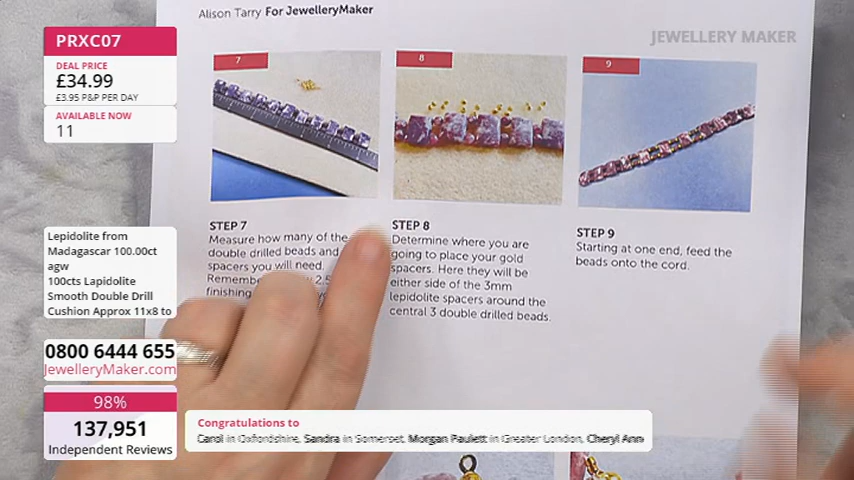 Alison Tarry For JewelleryMaker
JEWELLERY MAKER
PRXC07
DEAL PRICE
£34.99
£3.95 P&P PER DAY
AVAILABLE NOW
11
7
8
9
STEP 7
Measure how many of the
double drilled beads and
spacers you will need.
Remember 2.5
finishing
STEP 8
Determine where you are
going to place your gold
spacers. Here they will be
either side of the 3mm
lepidolite spacers around the
central 3 double drilled beads.
STEP 9
Starting at one end, feed the
beads onto the cord.
Lepidolite from
Madagascar 100.00ct
agw
100cts Lapidolite
Smooth Double Drill
Cushion Approx 11x8 to
0800 6444 655
JewelleryMaker.com
98%
137,951
Independent Reviews
Congratulations to
Carol in Oxfordshire, Sandra in Somerset, Morgan Paulett in Greater London, Cheryl Ann